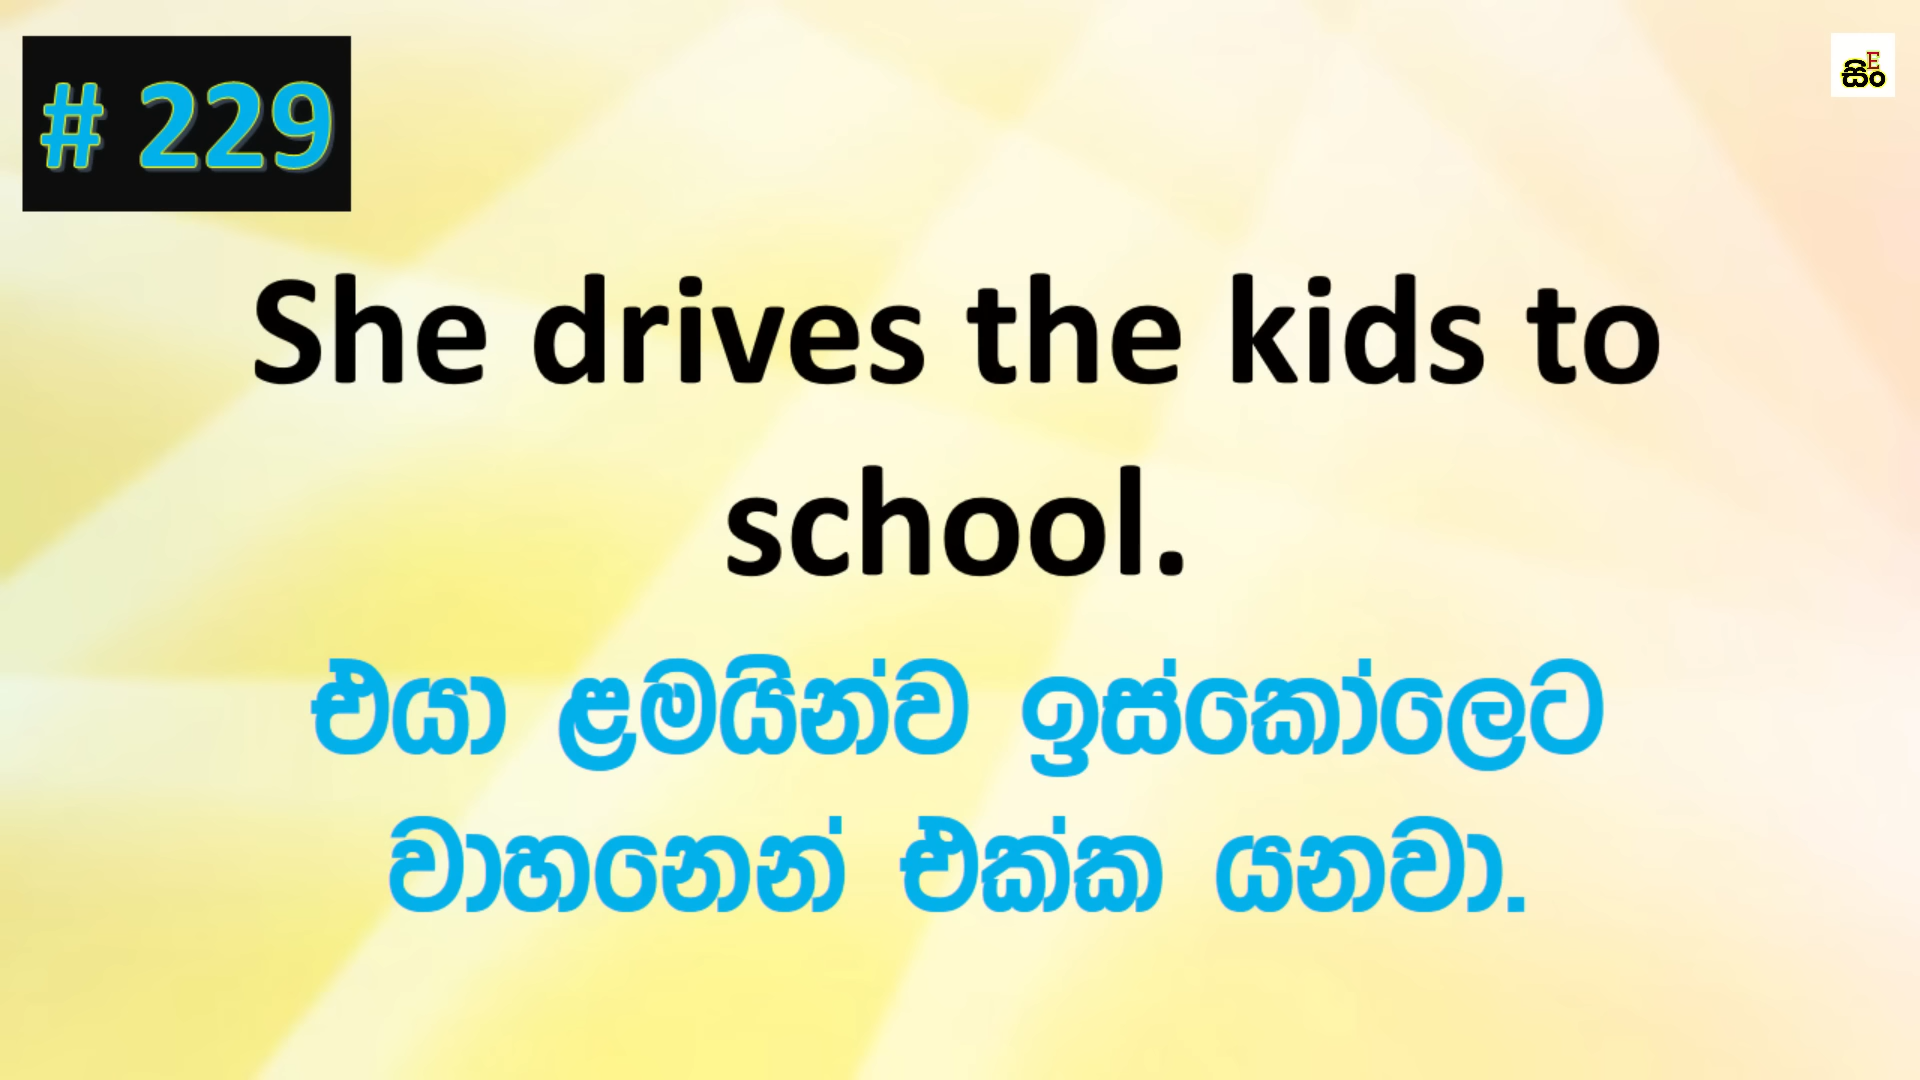 # 229
සිං
E
She drives the kids to
school.
එයා ළමයින්ව ඉස්කෝලෙට
වාහනෙන් එක්ක යනවා.